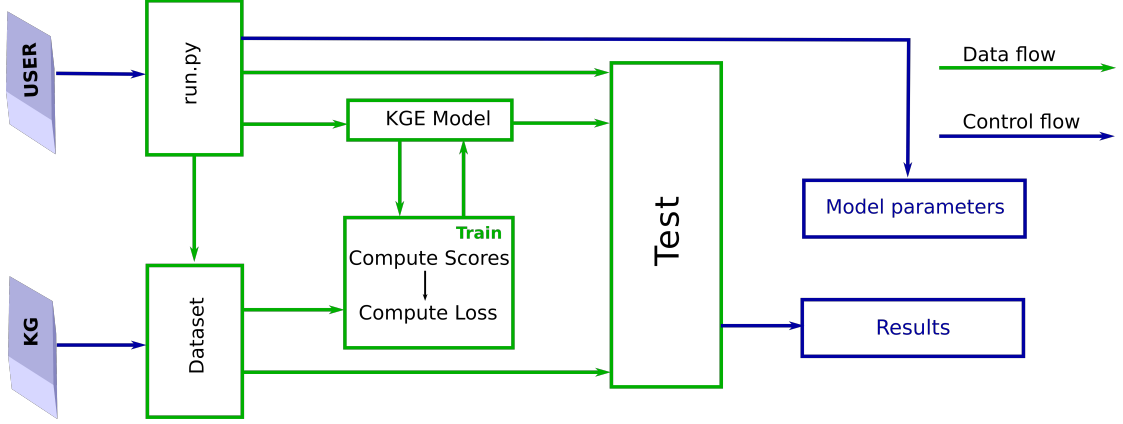 USER
run.py
Data flow
KGE Model
Control flow
Test
Model parameters
Train
Compute Scores
Compute Loss
KG
Dataset
Results